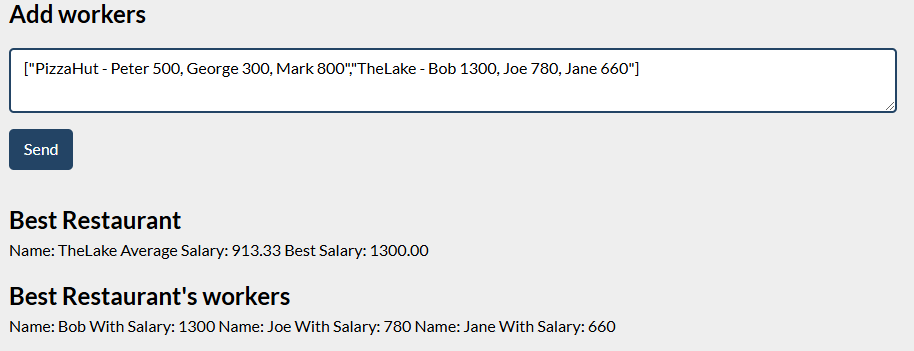 Add workers
["PizzaHut - Peter 500, George 300, Mark 800","TheLake - Bob 1300, Joe 780, Jane 660"]
Send
Best Restaurant
Name: TheLake Average Salary: 913.33 Best Salary: 1300.00
Best Restaurant's workers
Name: Bob With Salary: 1300 Name: Joe With Salary: 780 Name: Jane With Salary: 660